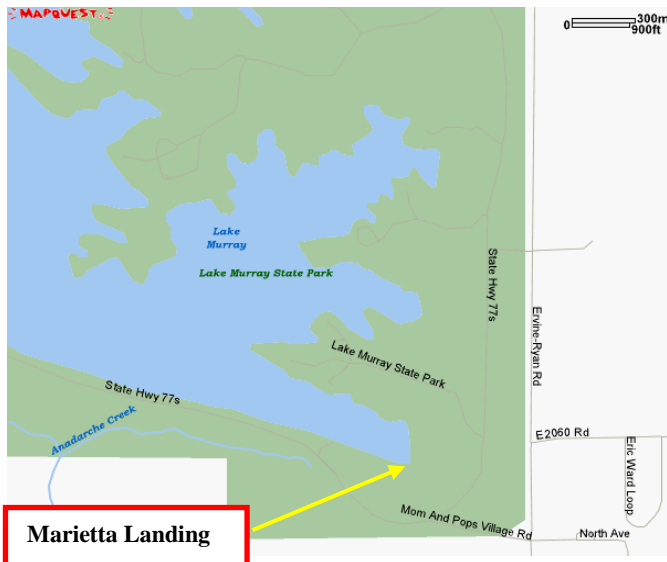 MAPQUEST
0 300m
900ft
Lake
Murray
Lake Murray State Park
State Hwy 77s
Ervine-Ryan Rd
Lake Murray State Park
State Hwy 77s
Anadarche Creek
E2060 Rd
Eric Ward Loop
Mom And Pops Village Rd
North Ave
Marietta Landing